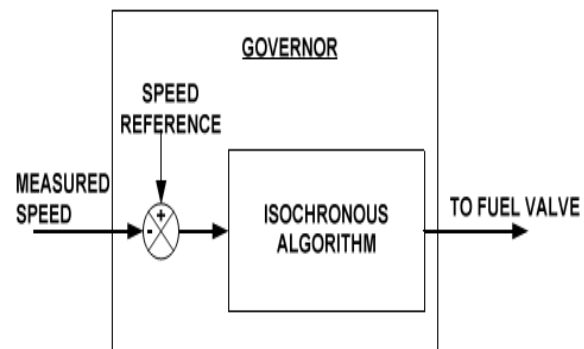 GOVERNOR
SPEED
REFERENCE
MEASURED
SPEED
+
-
ISOCHRONOUS
ALGORITHM
TO FUEL VALVE